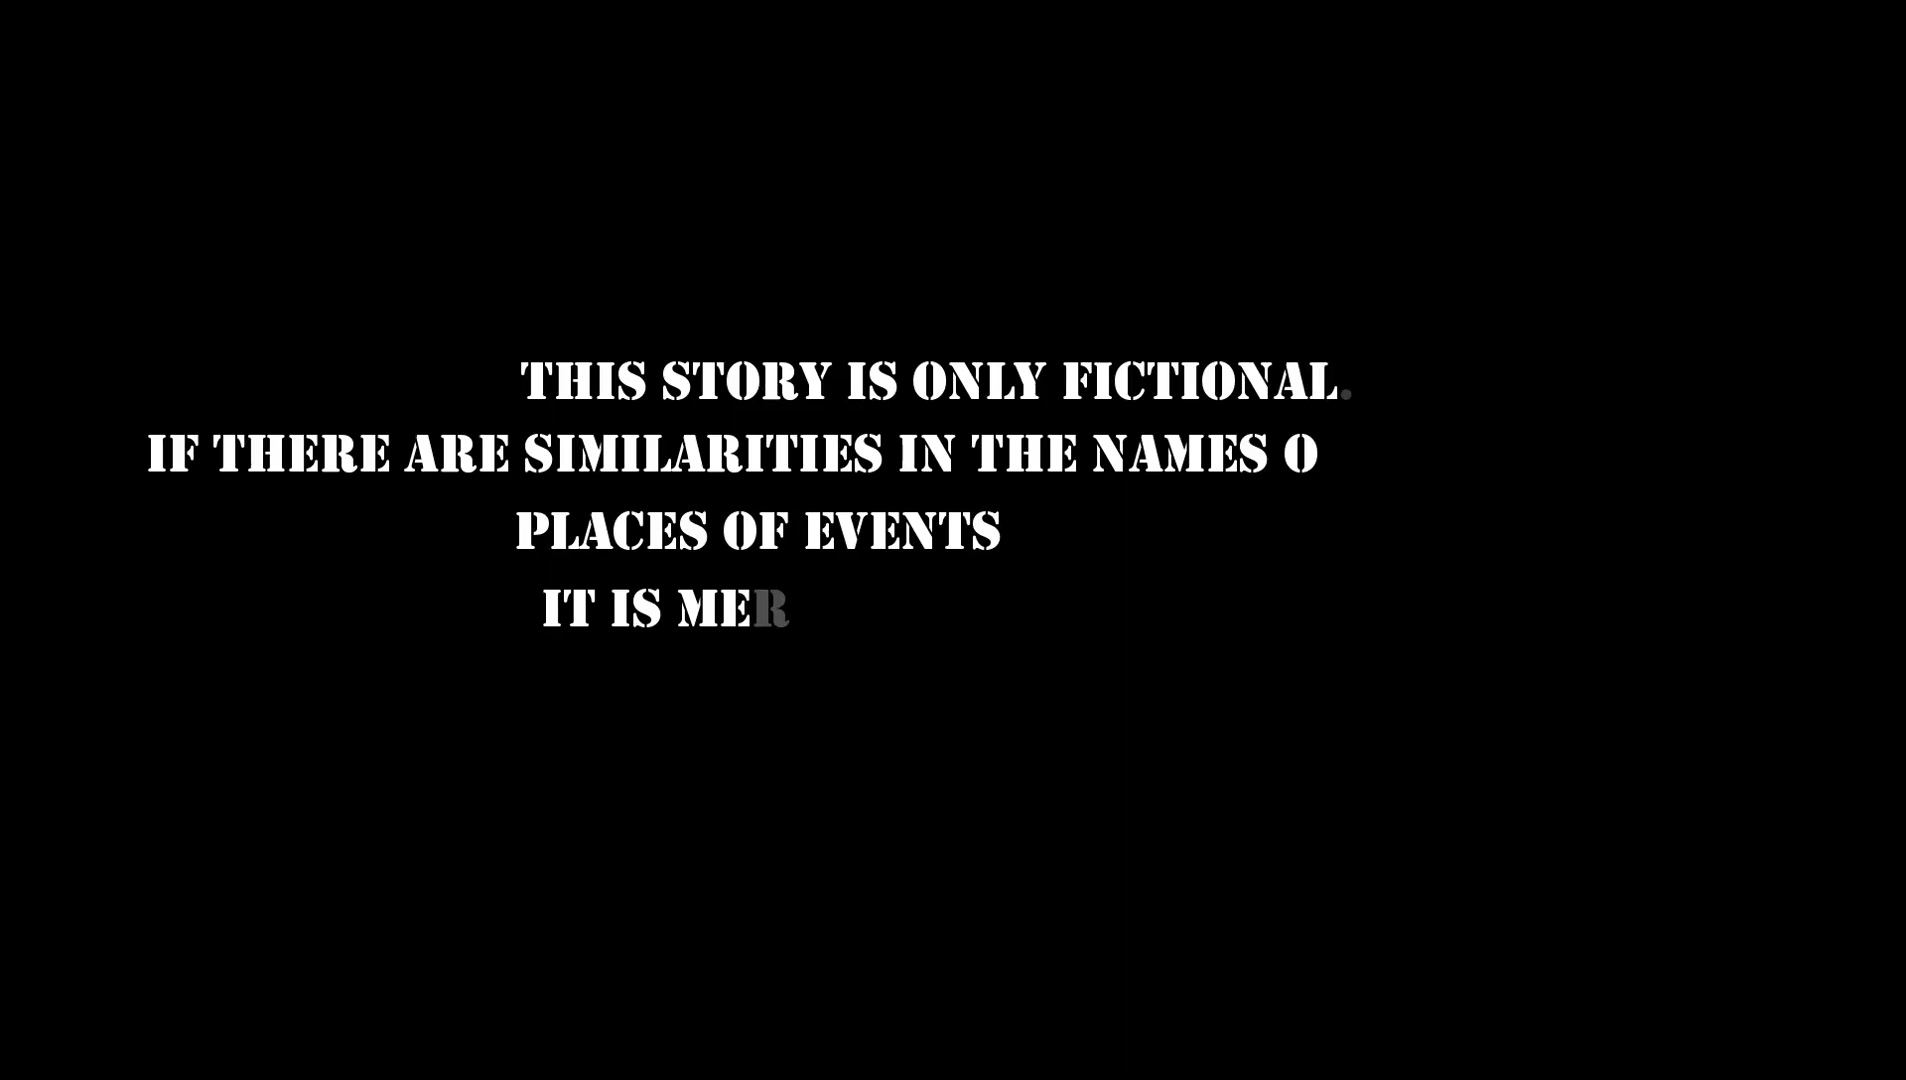 THIS STORY IS ONLY FICTIONAL.
IF THERE ARE SIMILARITIES IN THE NAMES O
PLACES OF EVENTS
IT IS MER